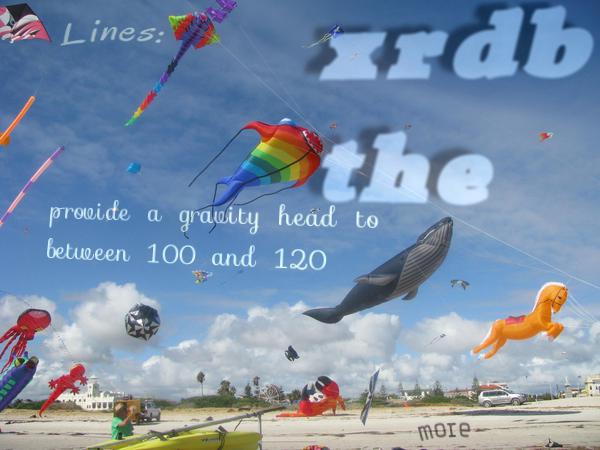 Lines:
xrdb
the
provide a gravity head to
between 100 and 120
more